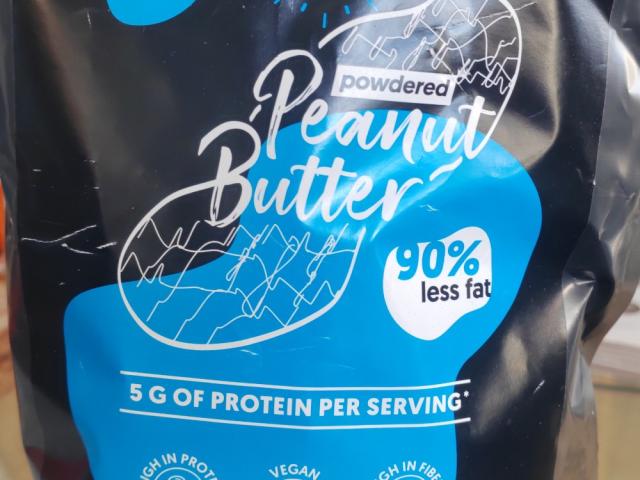 powdered
Peanut
Butter
90%
less fat
5 G OF PROTEIN PER SERVING*
VEGAN